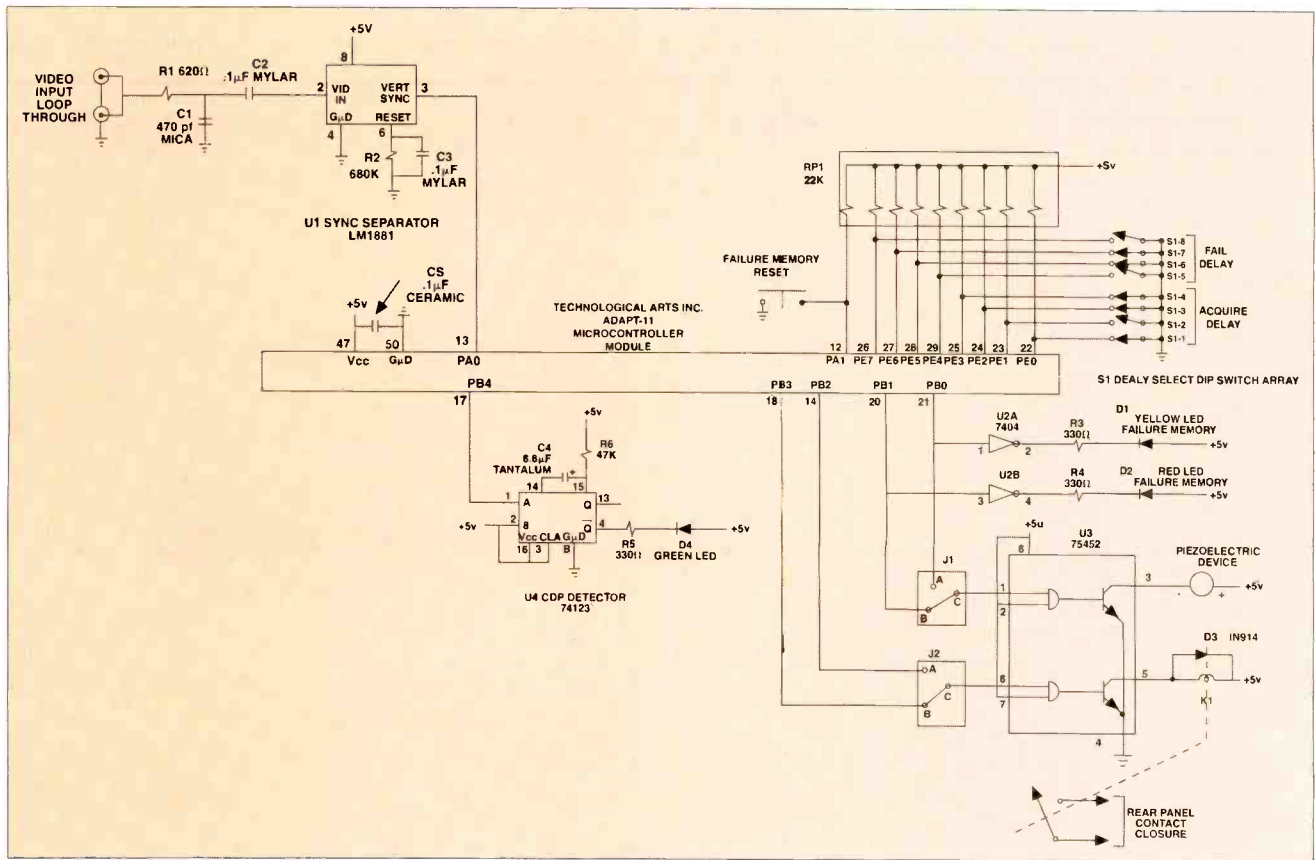 +5V
VIDEO
INPUT
LOOP
THROUGH
R1 620Ω
C1
470 pf
MICA
C2
.1μF MYLAR
8
2
VID
IN
VERT
SYNC
3
GμD
RESET
4
6
R2
680K
C3
.1μF
MYLAR
U1 SYNC SEPARATOR
LM1881
CS
.1μF
CERAMIC
+5v
47
Vcc
50
GμD
13
PA0
TECHNOLOGICAL ARTS INC.
ADAPT-11
MICROCONTROLLER
MODULE
FAILURE MEMORY
RESET
RP1
22K
+Sv
S1-8
S1-7
S1-6
S1-5
FAIL
DELAY
S1-4
S1-3
S1-2
S1-1
ACQUIRE
DELAY
12 26 27 28 29 25 24 23 22
PA1 PE7 PE6 PE5 PE4 PE3 PE2 PE1 PE0
S1 DEALY SELECT DIP SWITCH ARRAY
PB4
17
PB3 PB2 PB1 PB0
18 14 20 21
+5v
C4
6.8μF
TANTALUM
+
R6
47K
14
15
1
A
Q
13
+5v
2
8
Q
4
Vcc CLA GμD
16 3 B
R5
330Ω
D4
GREEN LED
+5v
U4 CDP DETECTOR
74123
U2A
7404
1
2
R3
330Ω
D1
YELLOW LED
FAILURE MEMORY
+5v
U2B
3
4
R4
330Ω
D2
RED LED
FAILURE MEMORY
+5v
+5u
6
U3
75452
J1
A
B
C
1
2
3
PIEZOELECTRIC
DEVICE
- +
+5v
J2
A
B
C
6
7
5
D3 IN914
+5v
K1
4
REAR PANEL
CONTACT
CLOSURE